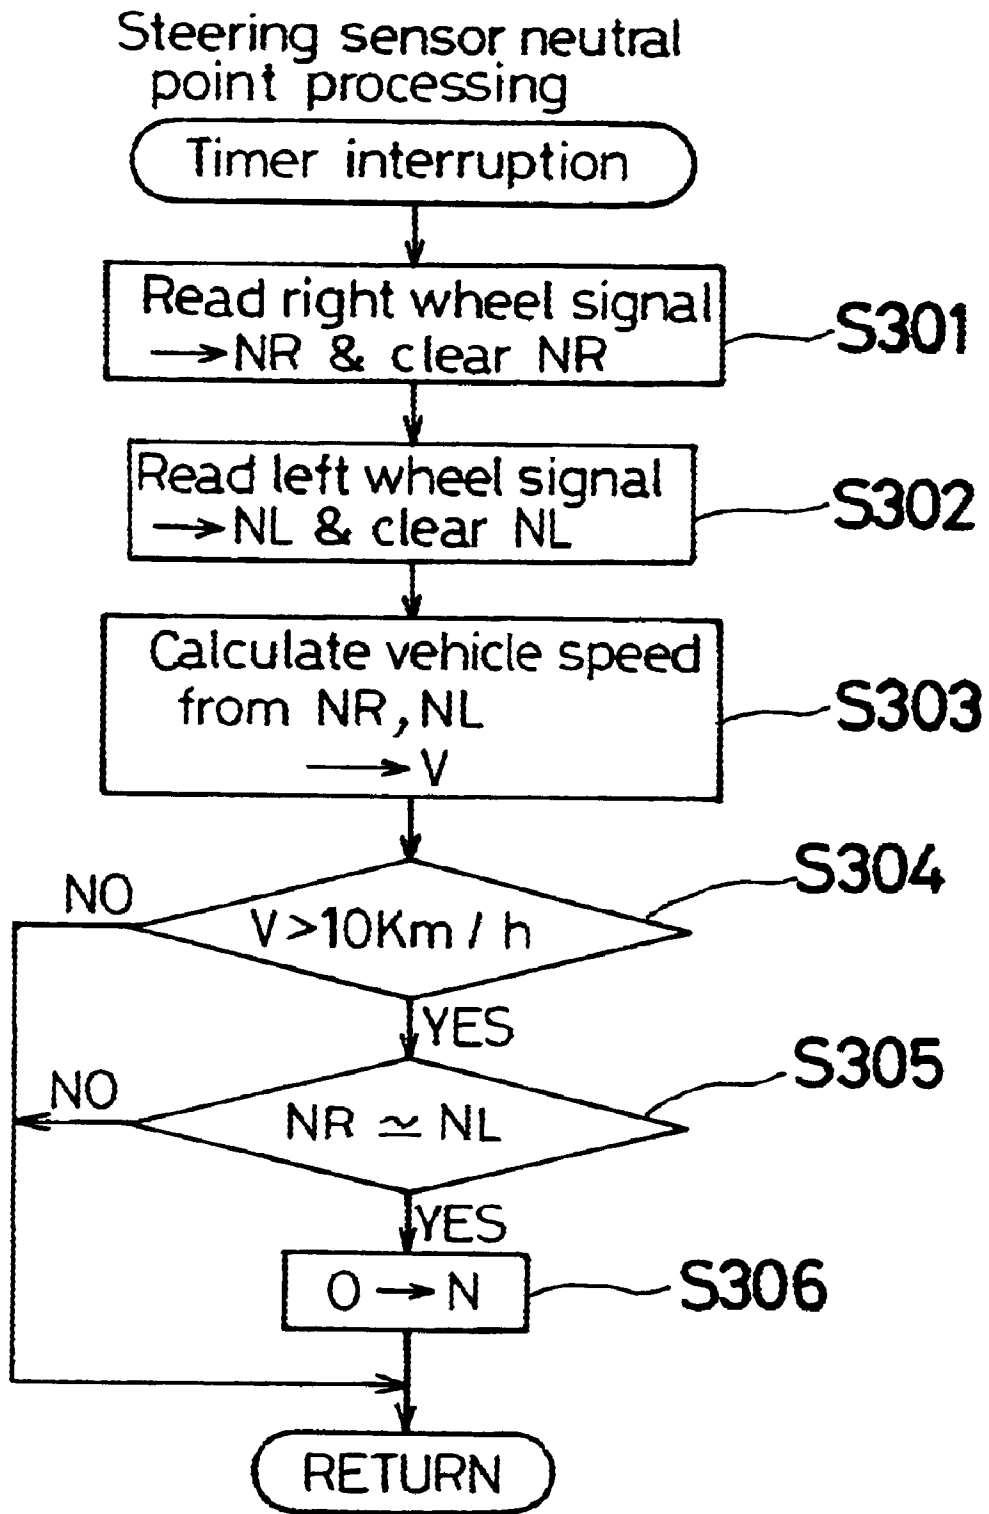 Steering sensor neutral
point processing
Timer interruption
Read right wheel signal
→ NR & clear NR
S301
Read left wheel signal
→ NL & clear NL
S302
Calculate vehicle speed
from NR, NL
→ V
S303
S304
NO
V>10Km / h
YES
S305
NO
NR ≃ NL
YES
O → N
S306
RETURN